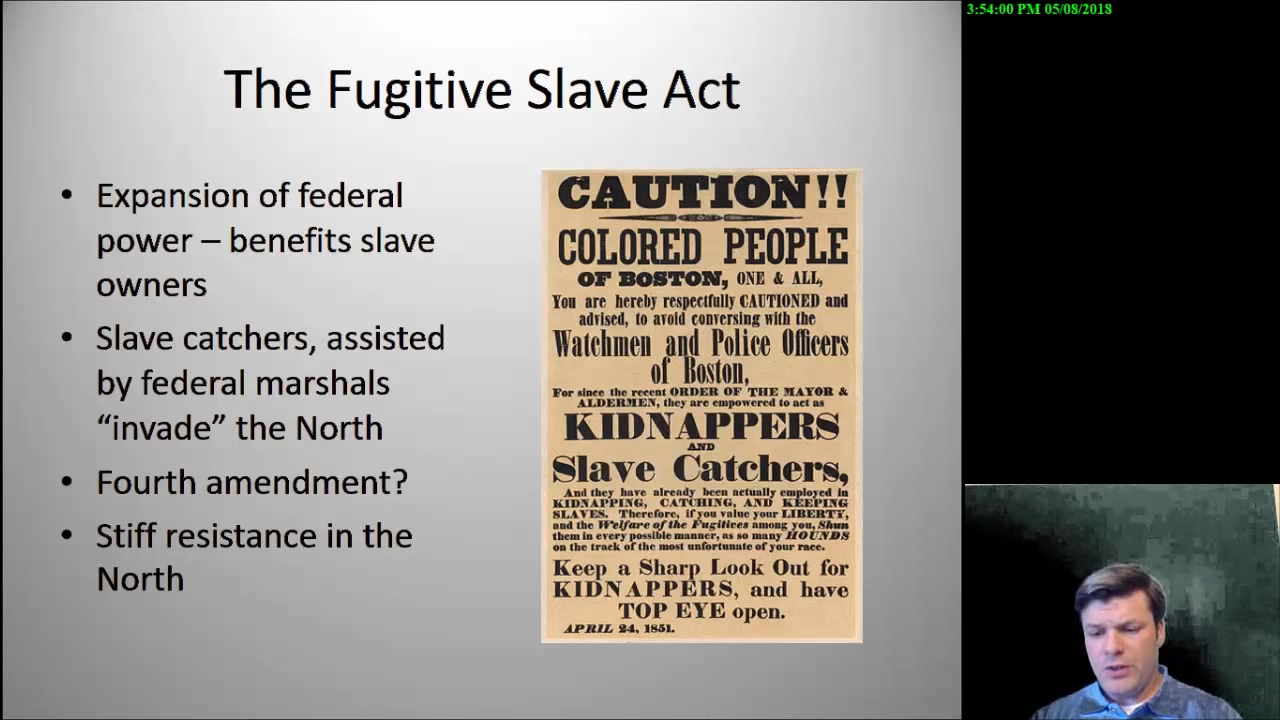 3:54:00 PM 05/08/2018
The Fugitive Slave Act
• Expansion of federal
power – benefits slave
owners
• Slave catchers, assisted
by federal marshals
“invade” the North
• Fourth amendment?
• Stiff resistance in the
North
CAUTION!!
COLORED PEOPLE
OF BOSTON, ONE & ALL,
You are hereby respectfully CAUTIONED and
advised, to avoid conversing with the
Watchmen and Police Officers
of Boston,
For since the recent ORDER OF THE MAYOR &
ALDERMEN, they are empowered to act as
KIDNAPPERS
AND
Slave Catchers,
And they have already been actually employed in
KIDNAPPING, CATCHING, AND KEEPING
SLAVES. Therefore, if you value your LIBERTY,
and the Welfare of the Fugitives among you, Shun
them in every possible manner, as so many HOUNDS
on the track of the most unfortunate of your race.
Keep a Sharp Look Out for
KIDNAPPERS, and have
TOP EYE open.
APRIL 24, 1851.